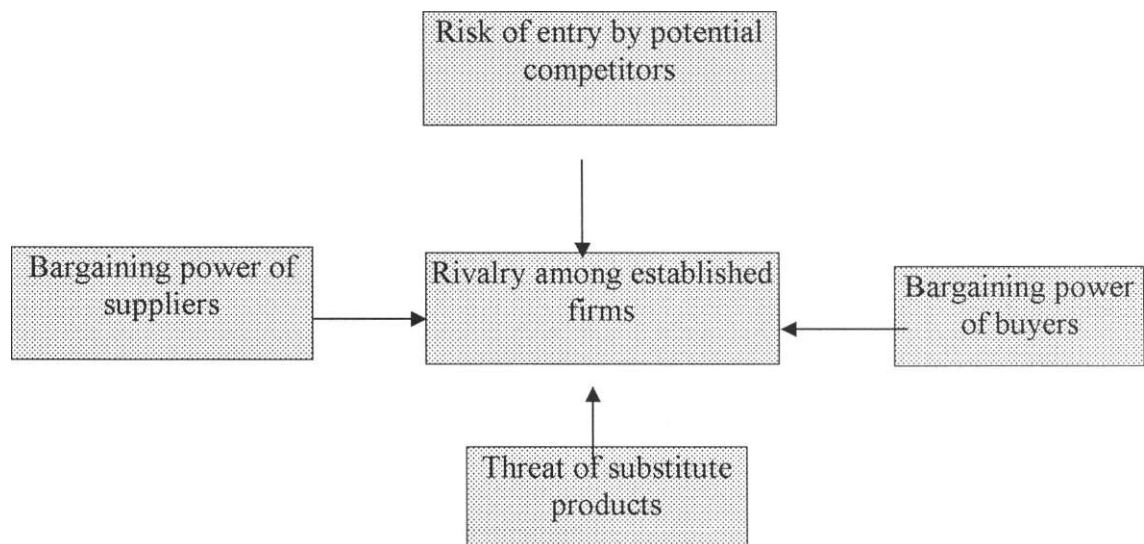 Risk of entry by potential
competitors
Bargaining power of
suppliers
Rivalry among established
firms
Bargaining power
of buyers
Threat of substitute
products